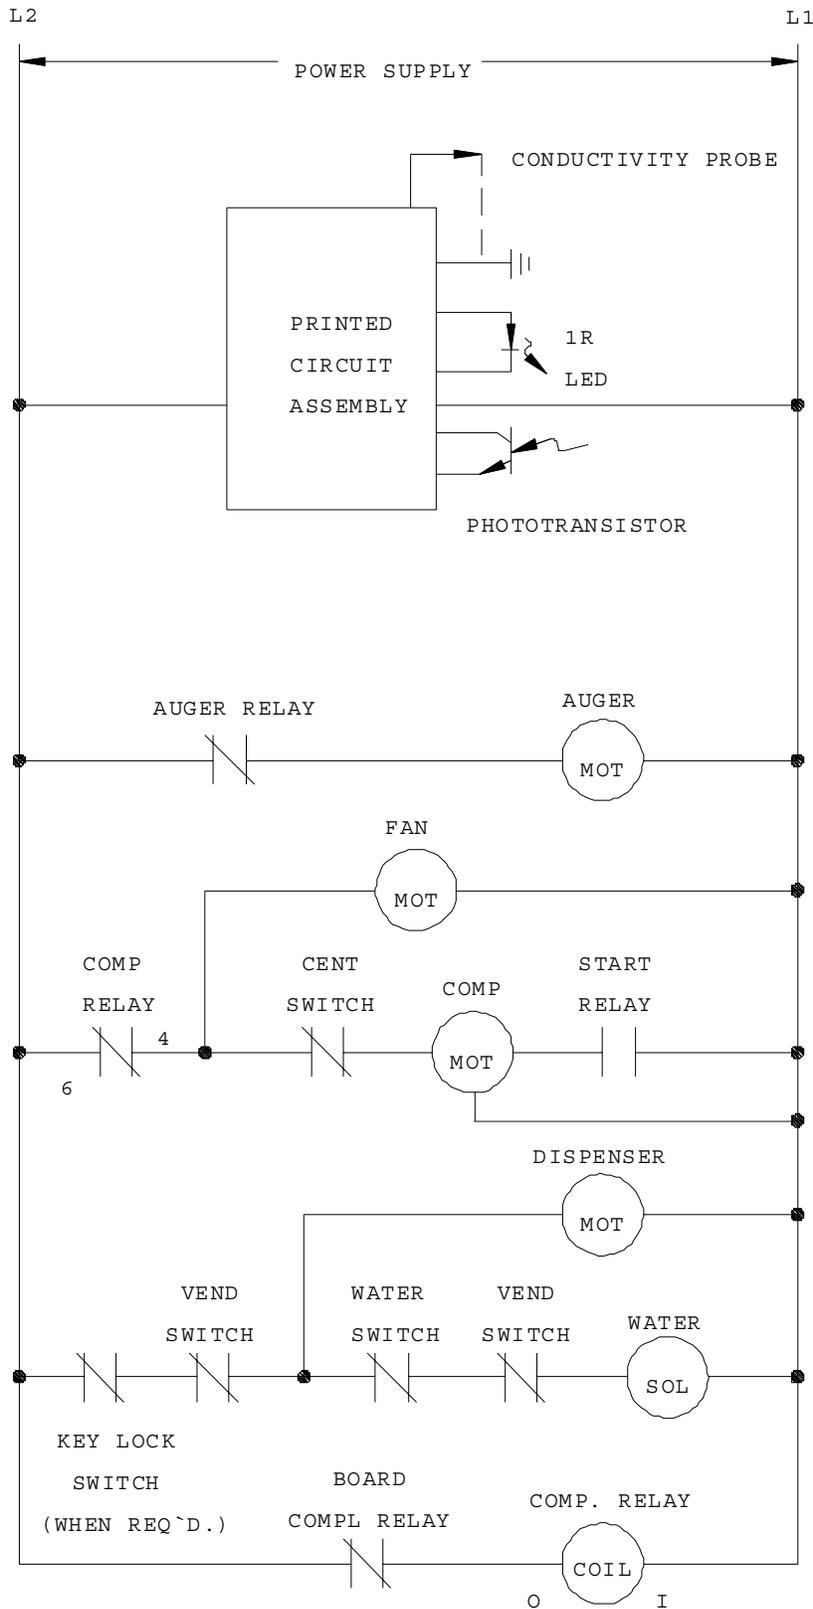 L2
L1
POWER SUPPLY
CONDUCTIVITY PROBE
PRINTED
CIRCUIT
ASSEMBLY
1R
LED
PHOTOTRANSISTOR
AUGER RELAY
AUGER
MOT
FAN
MOT
COMP
RELAY
4
6
CENT
SWITCH
COMP
MOT
START
RELAY
DISPENSER
MOT
VEND
SWITCH
WATER
SWITCH
VEND
SWITCH
WATER
SOL
KEY LOCK
SWITCH
(WHEN REQ`D.)
BOARD
COMPL RELAY
COMP. RELAY
COIL
O
I